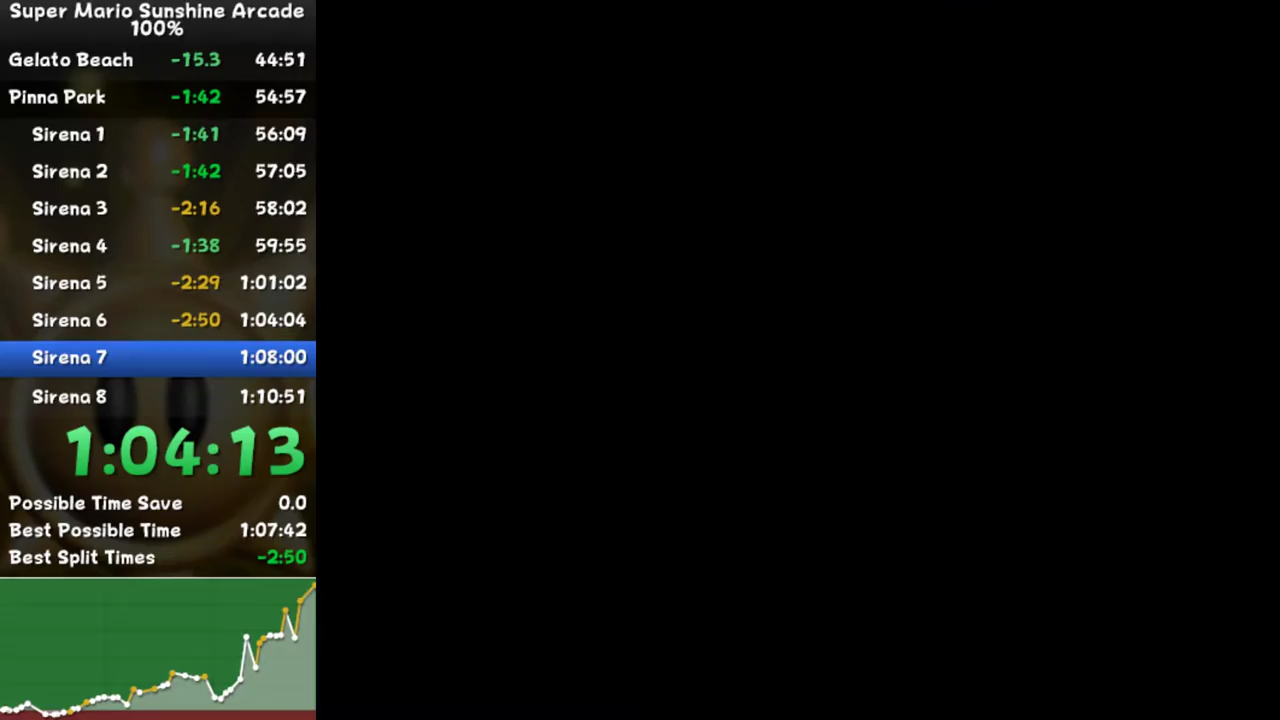 Super Mario Sunshine Arcade
100%
Gelato Beach -15.3 44:51
Pinna Park -1:42 54:57
Sirena 1 -1:41 56:09
Sirena 2 -1:42 57:05
Sirena 3 -2:16 58:02
Sirena 4 -1:38 59:55
Sirena 5 -2:29 1:01:02
Sirena 6 -2:50 1:04:04
Sirena 7 1:08:00
Sirena 8 1:10:51
1:04:13
Possible Time Save 0.0
Best Possible Time 1:07:42
Best Split Times -2:50